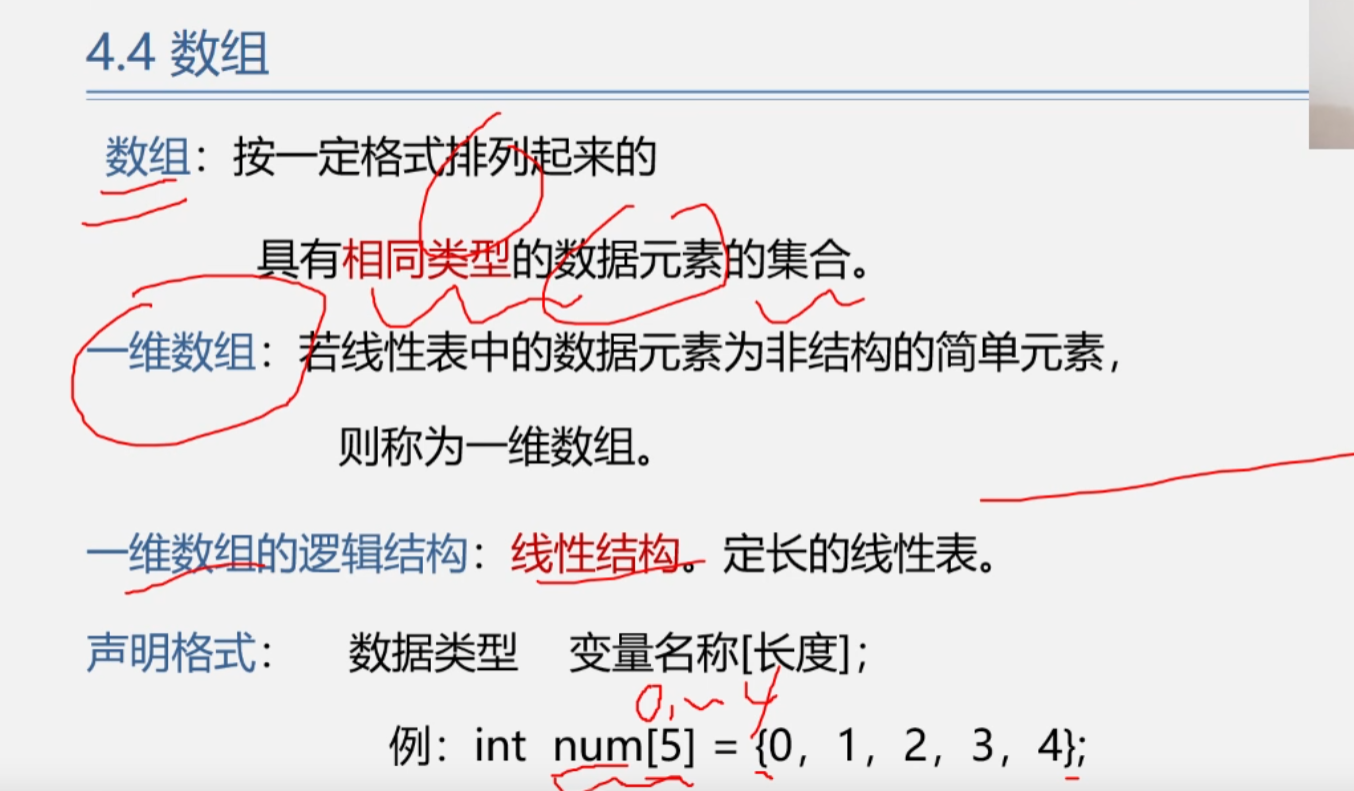 4.4 数组
数组：按一定格式排列起来的
具有相同类型的数据元素的集合。
一维数组：若线性表中的数据元素为非结构的简单元素，
则称为一维数组。
一维数组的逻辑结构：线性结构。定长的线性表。
声明格式： 数据类型 变量名称[长度];
0,~4
例：int num[5] = {0，1，2，3，4};